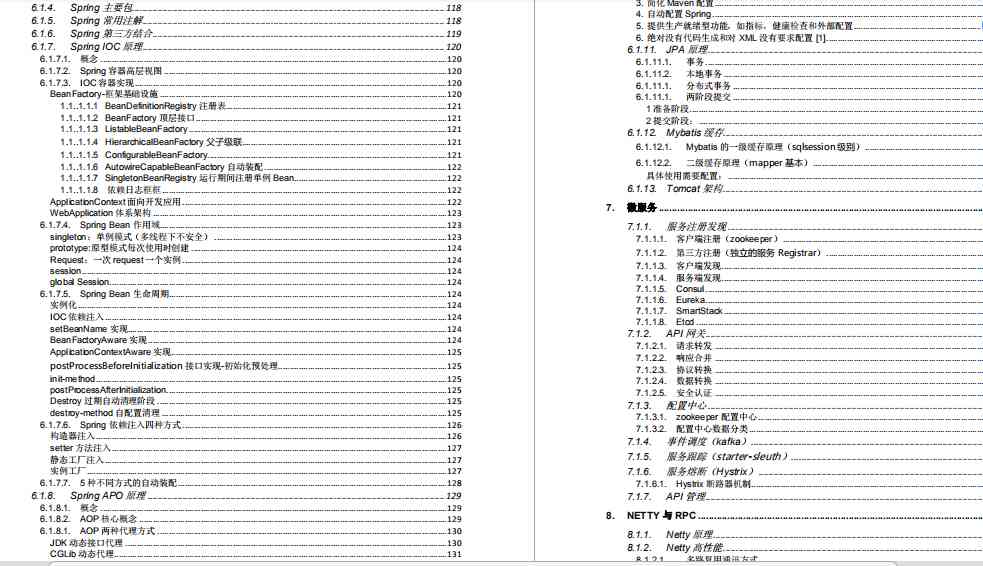 6.1.4. Spring 主要包 118
6.1.5. Spring 常用注解 118
6.1.6. Spring 第三方结合 119
6.1.7. Spring IOC 原理 120
6.1.7.1. 概念 120
6.1.7.2. Spring 容器高层视图 120
6.1.7.3. IOC 容器实现 120
BeanFactory-框架基础设施 120
1.1..1.1.1 BeanDefinitionRegistry 注册表 121
1.1..1.1.2 BeanFactory 顶层接口 121
1.1..1.1.3 ListableBeanFactory 121
1.1..1.1.4 HierarchicalBeanFactory 父子级联 121
1.1..1.1.5 ConfigurableBeanFactory 121
1.1..1.1.6 AutowireCapableBeanFactory 自动装配 122
1.1..1.1.7 SingletonBeanRegistry 运行期间注册单例 Bean 122
1.1..1.1.8 依赖日志框框 122
ApplicationContext 面向开发应用 122
WebApplication 体系架构 123
6.1.7.4. Spring Bean 作用域 123
singleton：单例模式（多线程下不安全） 123
prototype:原型模式每次使用时创建 124
Request：一次 request 一个实例 124
session 124
global Session 124
6.1.7.5. Spring Bean 生命周期 124
实例化 124
IOC 依赖注入 124
setBeanName 实现 124
BeanFactoryAware 实现 124
ApplicationContextAware 实现 125
postProcessBeforeInitialization 接口实现-初始化预处理 125
init-method 125
postProcessAfterInitialization 125
Destroy 过期自动清理阶段 125
destroy-method 自配置清理 125
6.1.7.6. Spring 依赖注入四种方式 126
构造器注入 126
setter 方法注入 127
静态工厂注入 127
实例工厂 127
6.1.7.7. 5 种不同方式的自动装配 128
6.1.8. Spring APO 原理 129
6.1.8.1. 概念 129
6.1.8.2. AOP 核心概念 129
6.1.8.1. AOP 两种代理方式 130
JDK 动态接口代理 130
CGLib 动态代理 131
3. 简化 Maven 配置
4. 自动配置 Spring
5. 提供生产就绪型功能，如指标，健康检查和外部配置
6. 绝对没有代码生成和对 XML 没有要求配置 [1]
6.1.11. JPA 原理
6.1.11.1. 事务
6.1.11.2. 本地事务
6.1.11.1. 分布式事务
6.1.11.1. 两阶段提交
1 准备阶段
2 提交阶段：
6.1.12. Mybatis 缓存
6.1.12.1. Mybatis 的一级缓存原理（sqlsession 级别）
6.1.12.2. 二级缓存原理（mapper 基本）
具体使用需要配置：
6.1.13. Tomcat 架构
7. 微服务
7.1.1. 服务注册发现
7.1.1.1. 客户端注册（zookeeper）
7.1.1.2. 第三方注册（独立的服务 Registrar）
7.1.1.3. 客户端发现
7.1.1.4. 服务端发现
7.1.1.5. Consul
7.1.1.6. Eureka
7.1.1.7. SmartStack
7.1.1.8. Etcd
7.1.2. API 网关
7.1.2.1. 请求转发
7.1.2.2. 响应合并
7.1.2.3. 协议转换
7.1.2.4. 数据转换
7.1.2.5. 安全认证
7.1.3. 配置中心
7.1.3.1. zookeeper 配置中心
7.1.3.2. 配置中心数据分类
7.1.4. 事件调度（kafka）
7.1.5. 服务跟踪（starter-sleuth）
7.1.6. 服务熔断（Hystrix）
7.1.6.1. Hystrix 断路器机制
7.1.7. API 管理
8. NETTY 与 RPC
8.1.1. Netty 原理
8.1.2. Netty 高性能
8.1.2.1. 多路复用通讯方式